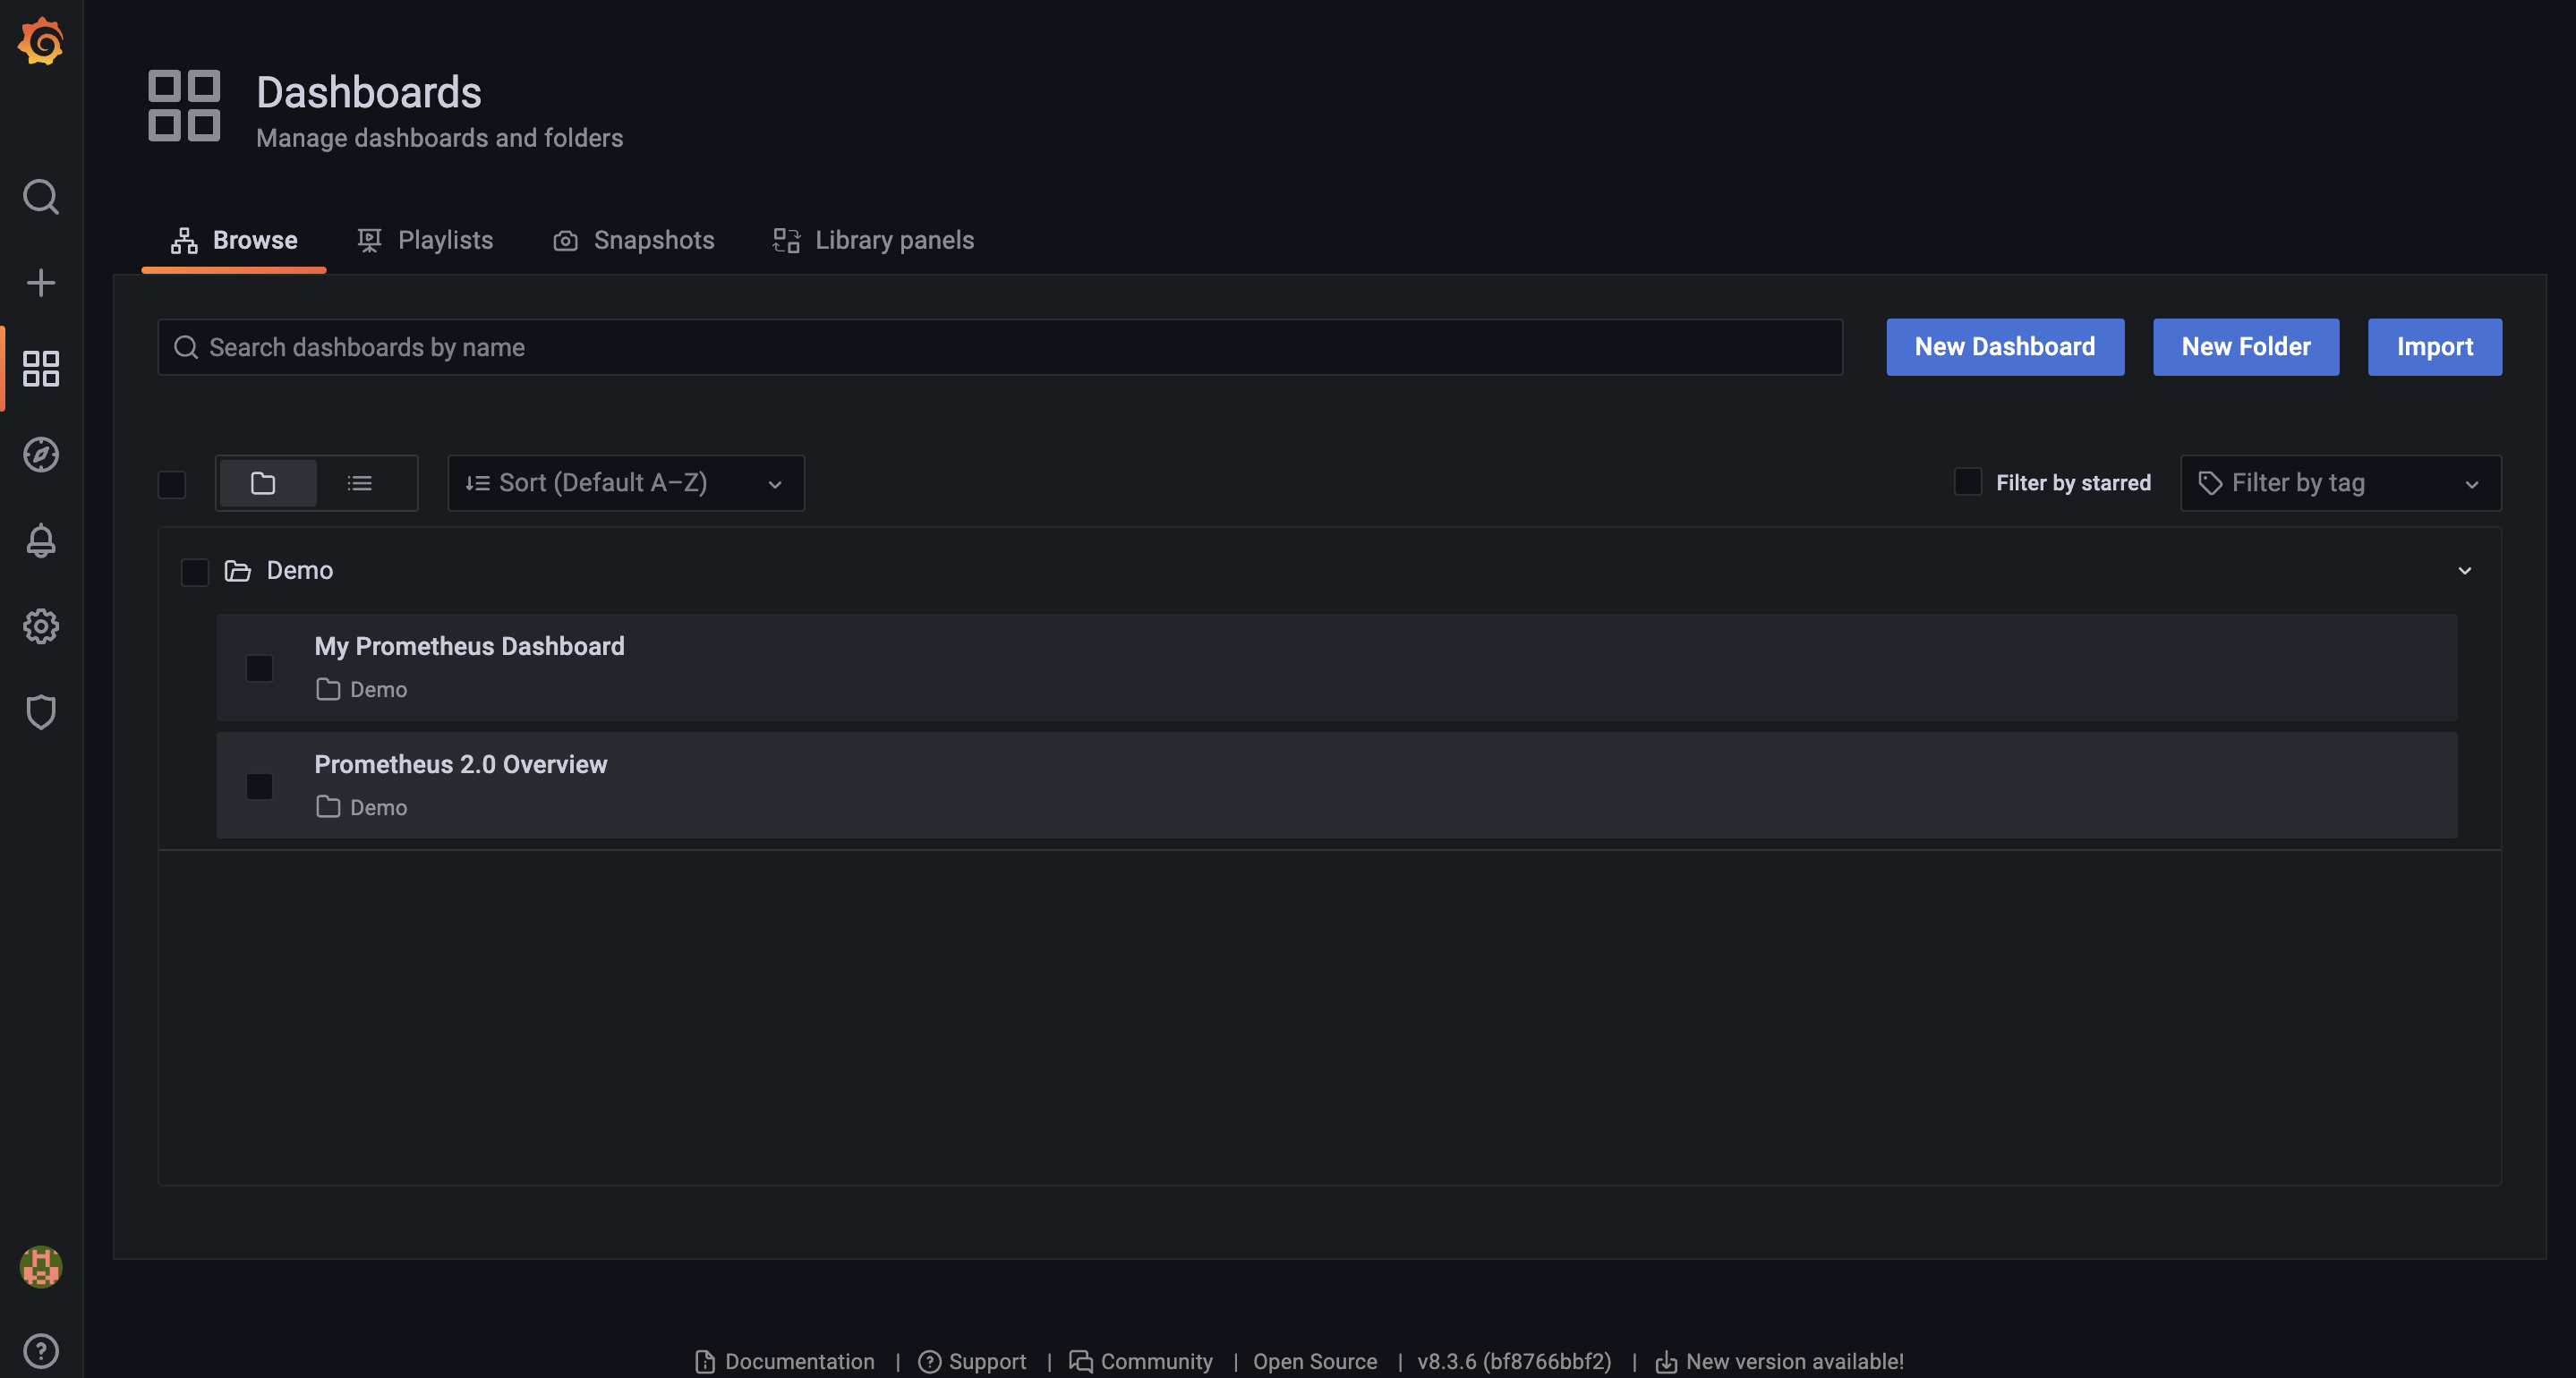 Dashboards
Manage dashboards and folders
Browse
Playlists
Snapshots
Library panels
Search dashboards by name
New Dashboard
New Folder
Import
Sort (Default A–Z)
Filter by starred
Filter by tag
Demo
My Prometheus Dashboard
Demo
Prometheus 2.0 Overview
Demo
Documentation | Support | Community | Open Source | v8.3.6 (bf8766bbf2) | New version available!